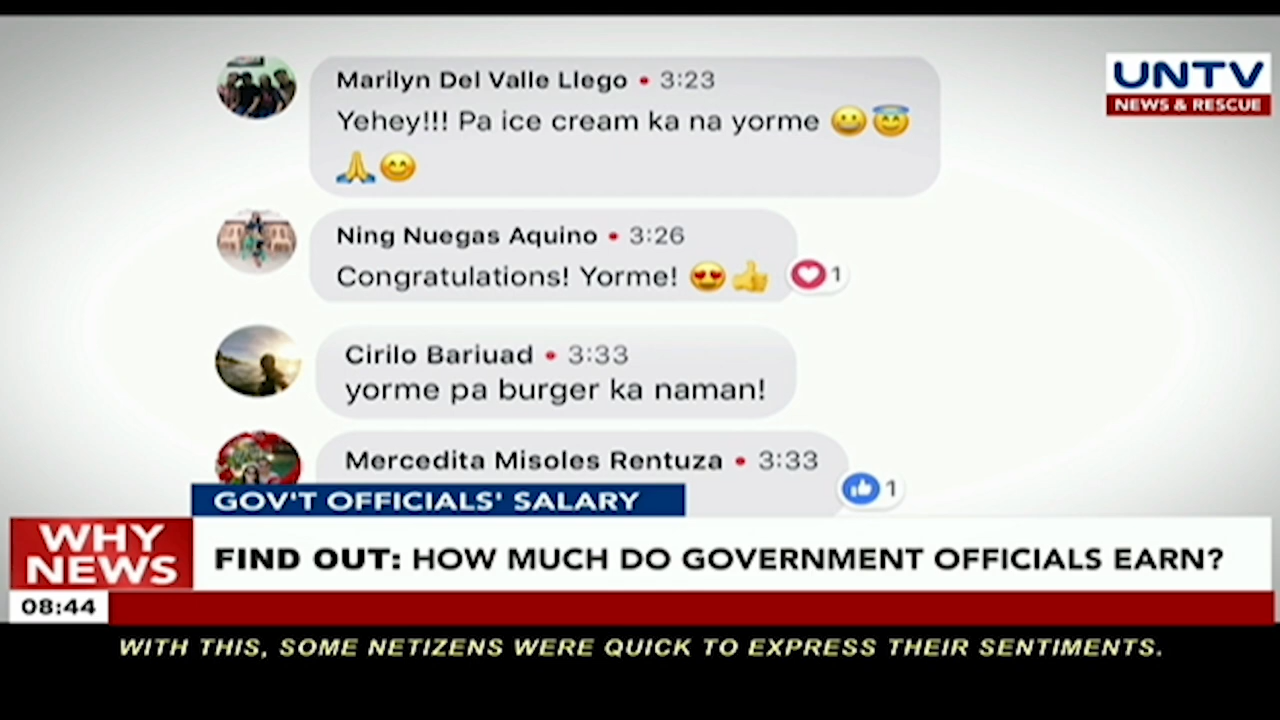 Marilyn Del Valle Llego • 3:23
Yehey!!! Pa ice cream ka na yorme 😀😇
🙏😊
UNTV
NEWS & RESCUE
Ning Nuegas Aquino • 3:26
Congratulations! Yorme! 😍👍
1
Cirilo Bariuad • 3:33
yorme pa burger ka naman!
Mercedita Misoles Rentuza • 3:33
1
GOV'T OFFICIALS' SALARY
WHY
NEWS
FIND OUT: HOW MUCH DO GOVERNMENT OFFICIALS EARN?
08:44
WITH THIS, SOME NETIZENS WERE QUICK TO EXPRESS THEIR SENTIMENTS.